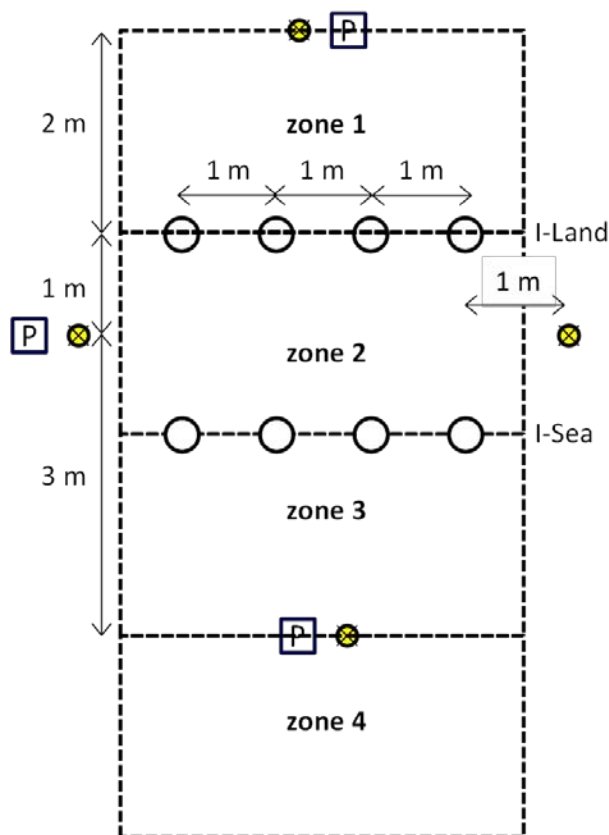 P
2 m
zone 1
1 m 1 m 1 m
I-Land
1 m
1 m
P
zone 2
I-Sea
3 m
zone 3
P
zone 4